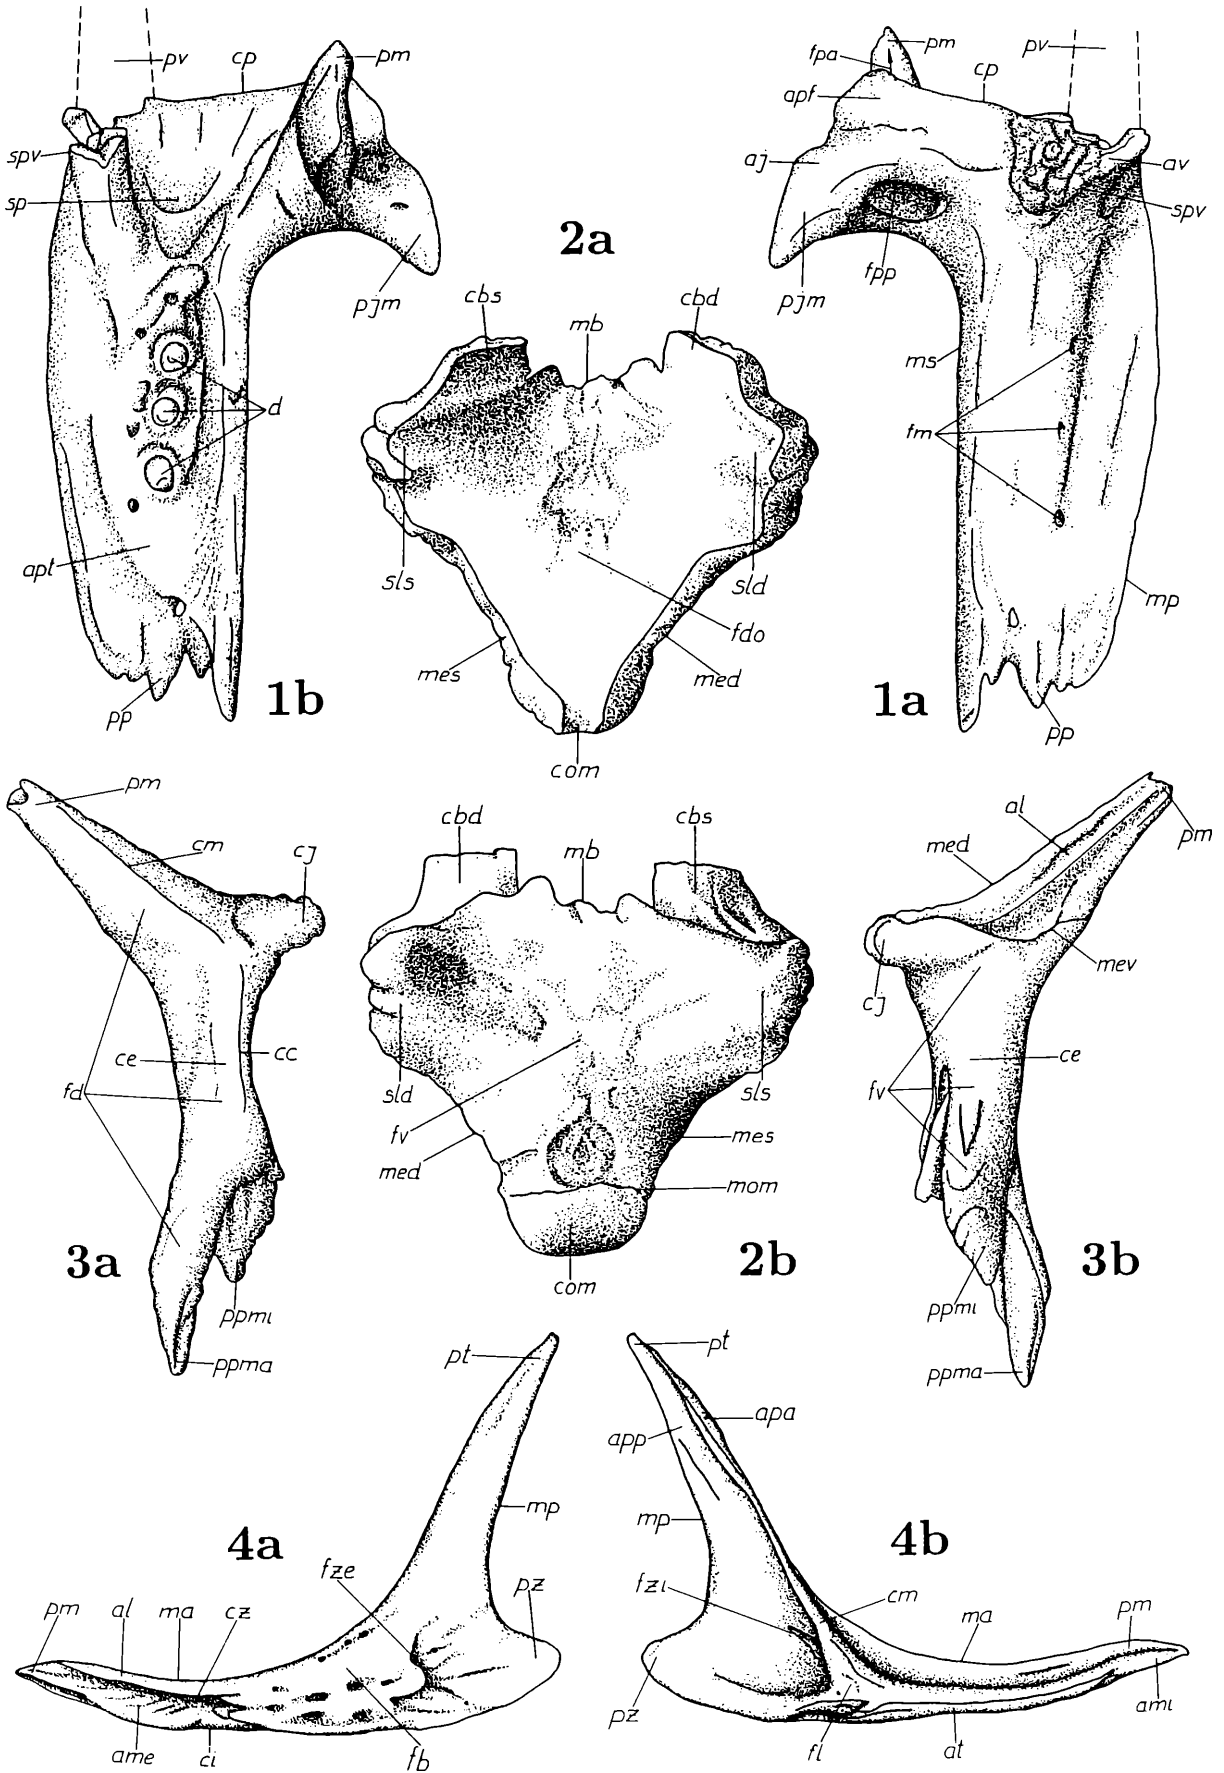 pv
cp
pm
spv
sp
pjm
d
apt
pp
1b
2a
cbs
mb
cbd
sls
sld
fdo
mes
med
com
fpa
pm
pv
cp
apf
aj
av
spv
fpp
pjm
ms
fm
mp
pp
1a
pm
cm
cj
ce
cc
fd
3a
ppmi
ppma
cbd
mb
cbs
sld
sls
fv
med
mes
mom
com
2b
al
med
pm
cj
mev
ce
fv
3b
ppmi
ppma
pt
mp
4a
fze
pz
pm
al
ma
cz
ame
ci
fb
pt
apa
app
mp
4b
fzi
cm
ma
pm
pz
fl
at
ami